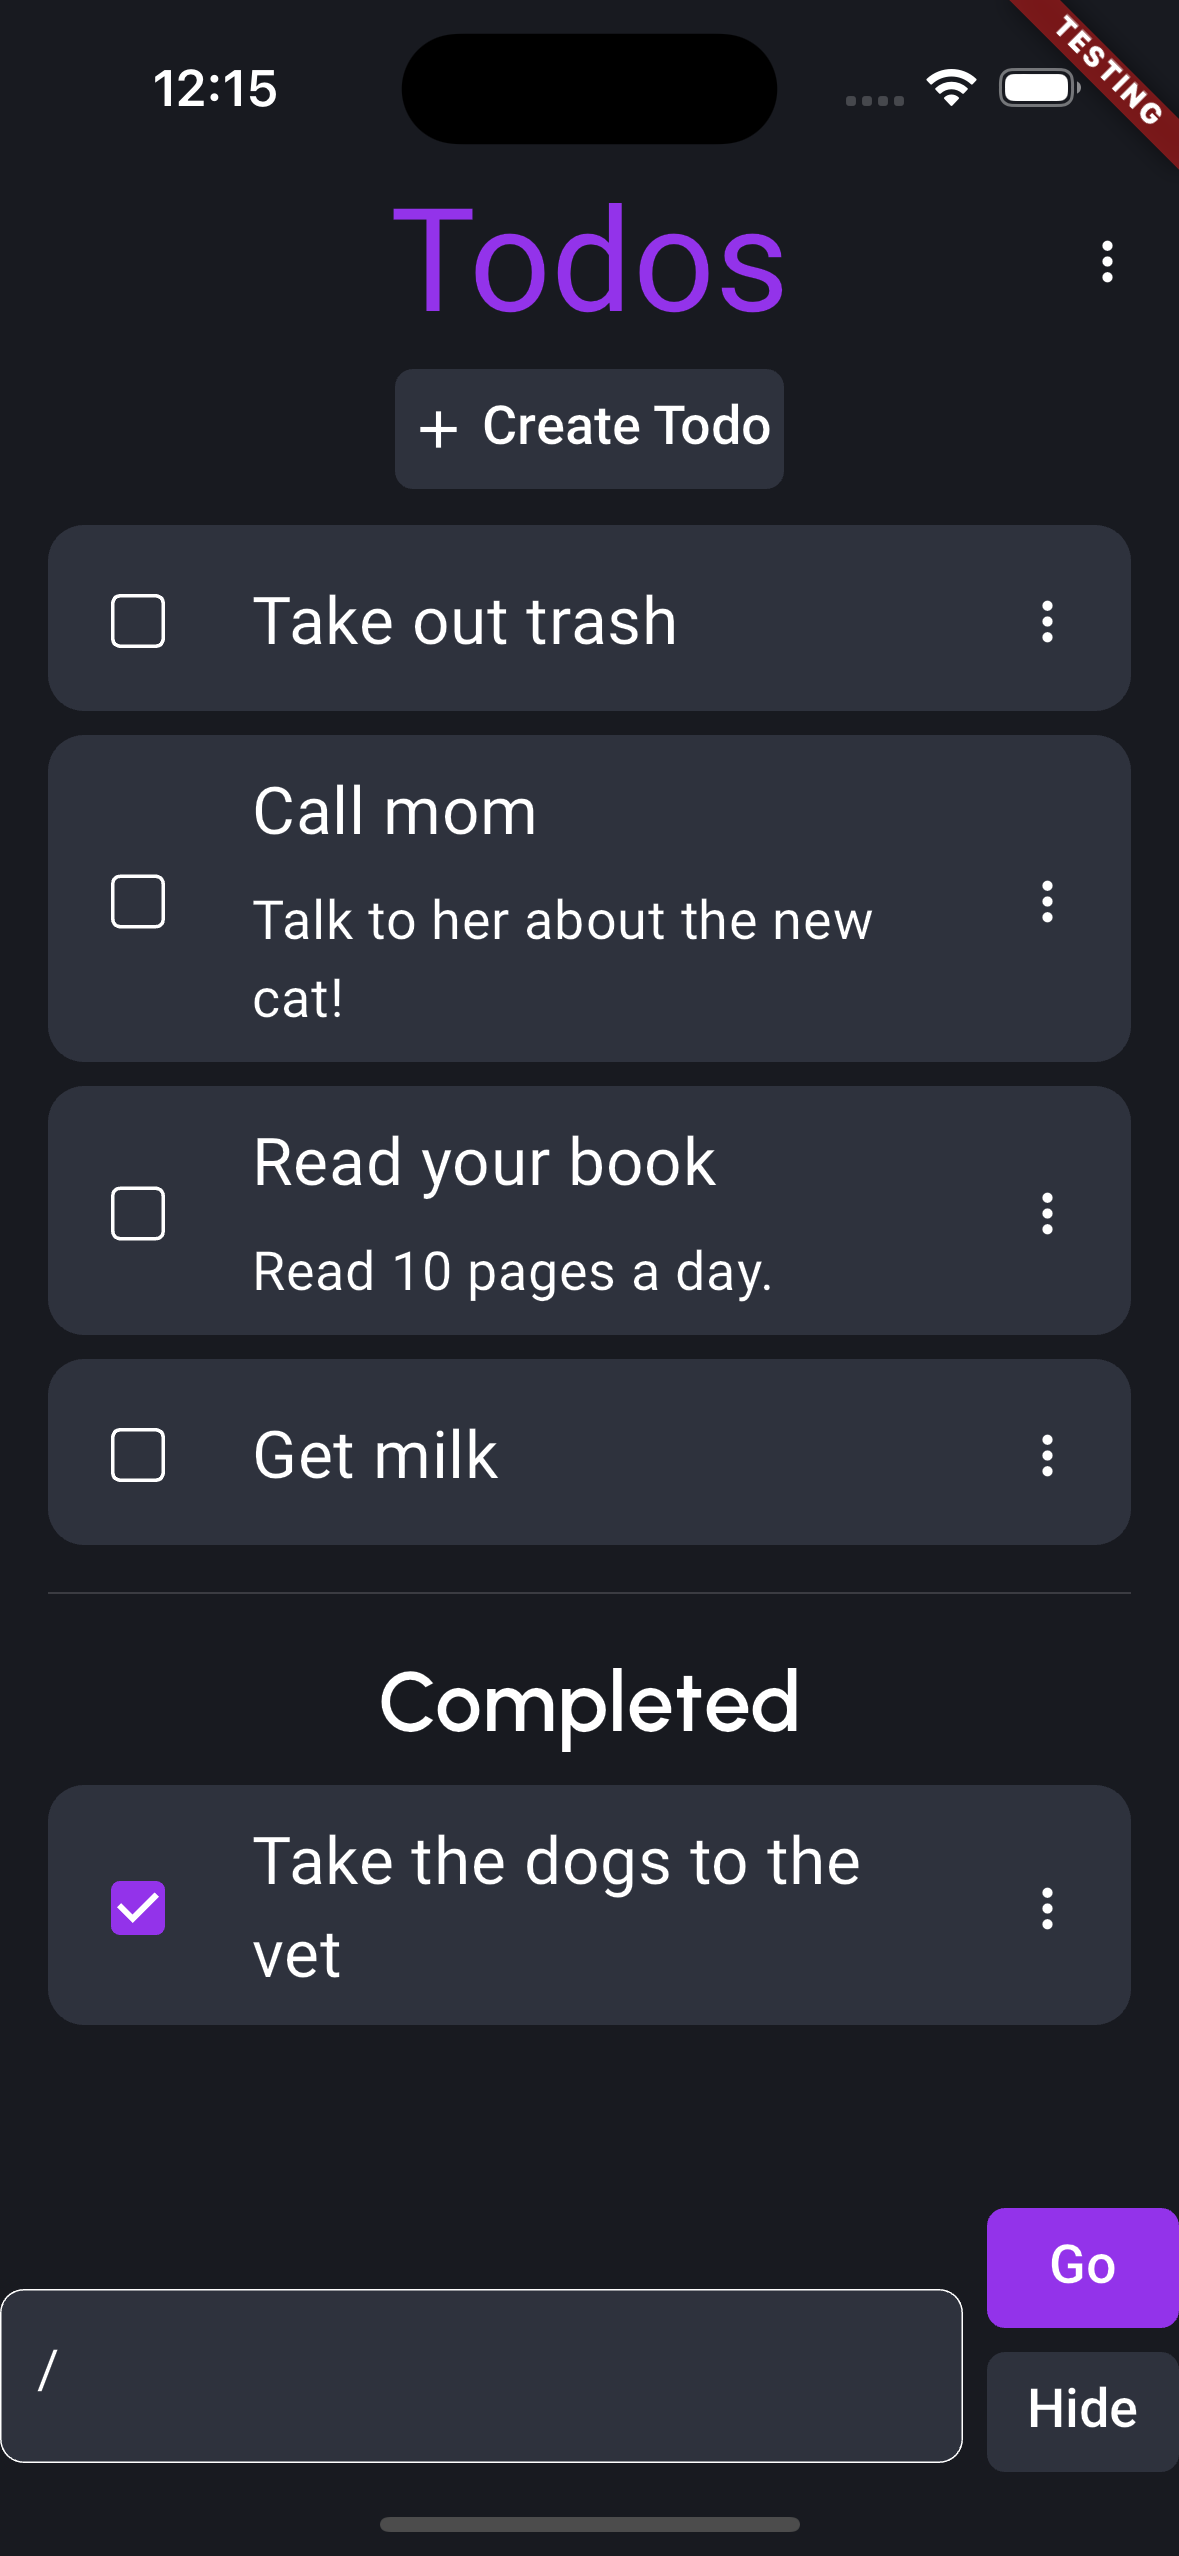 12:15
TESTING
Todos
+ Create Todo
Take out trash
Call mom
Talk to her about the new
cat!
Read your book
Read 10 pages a day.
Get milk
Completed
Take the dogs to the
vet
Go
/
Hide